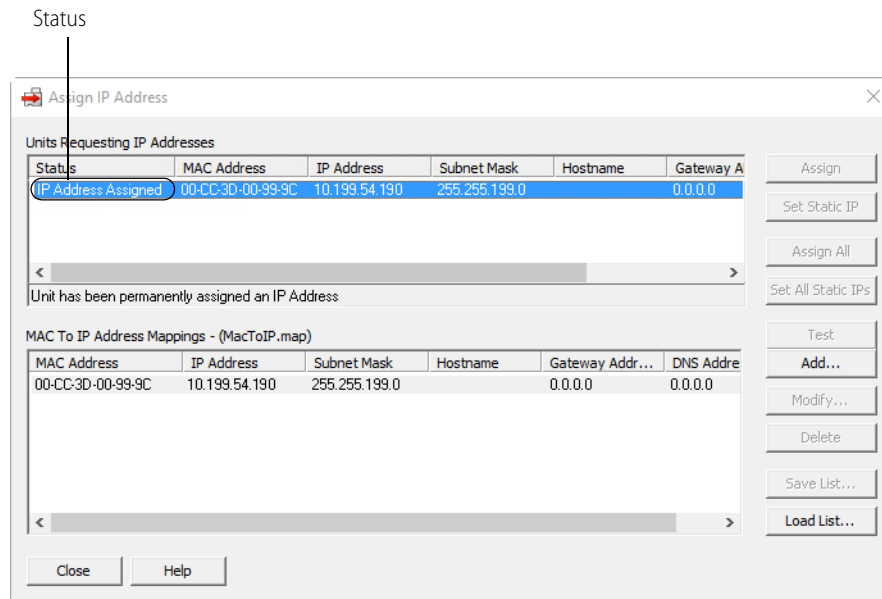 Status
Assign IP Address
Units Requesting IP Addresses
Status MAC Address IP Address Subnet Mask Hostname Gateway A
IP Address Assigned 00-CC-3D-00-99-9C 10.199.54.190 255.255.199.0 0.0.0.0
Unit has been permanently assigned an IP Address
Assign
Set Static IP
Assign All
Set All Static IPs
MAC To IP Address Mappings - (MacToIP.map)
MAC Address IP Address Subnet Mask Hostname Gateway Addr... DNS Addre
00-CC-3D-00-99-9C 10.199.54.190 255.255.199.0 0.0.0.0 0.0.0.0
Test
Add...
Modify...
Delete
Save List...
Load List...
Close Help